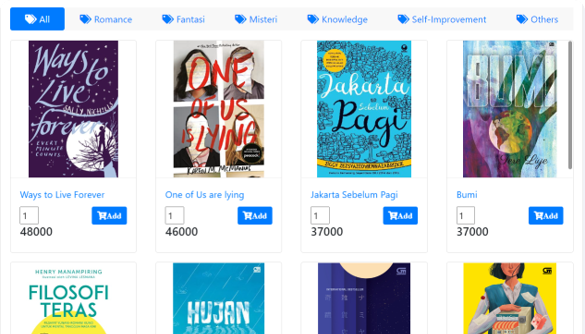 All Romance Fantasi Misteri Knowledge Self-Improvement Others
Ways to
Live
SALLY NICHOLLS
forever
EVERY MINUTE
COUNTS
ONE
OF US
IS LYING
Karen M. McManus
peacock
Jakarta
Sebelum
Pagi
BUMI
Tere Liye
Ways to Live Forever
1 Add
48000
One of Us are lying
1 Add
46000
Jakarta Sebelum Pagi
1 Add
37000
Bumi
1 Add
37000
HENRY MANAMPIRING
FILOSOFI
TERAS
HUJAN